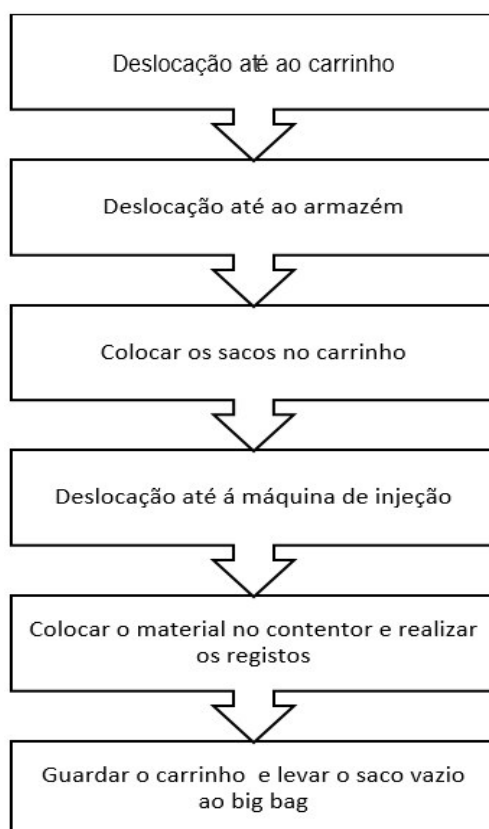 Deslocação até ao carrinho
Deslocação até ao armazém
Colocar os sacos no carrinho
Deslocação até á máquina de injeção
Colocar o material no contentor e realizar
os registos
Guardar o carrinho e levar o saco vazio
ao big bag